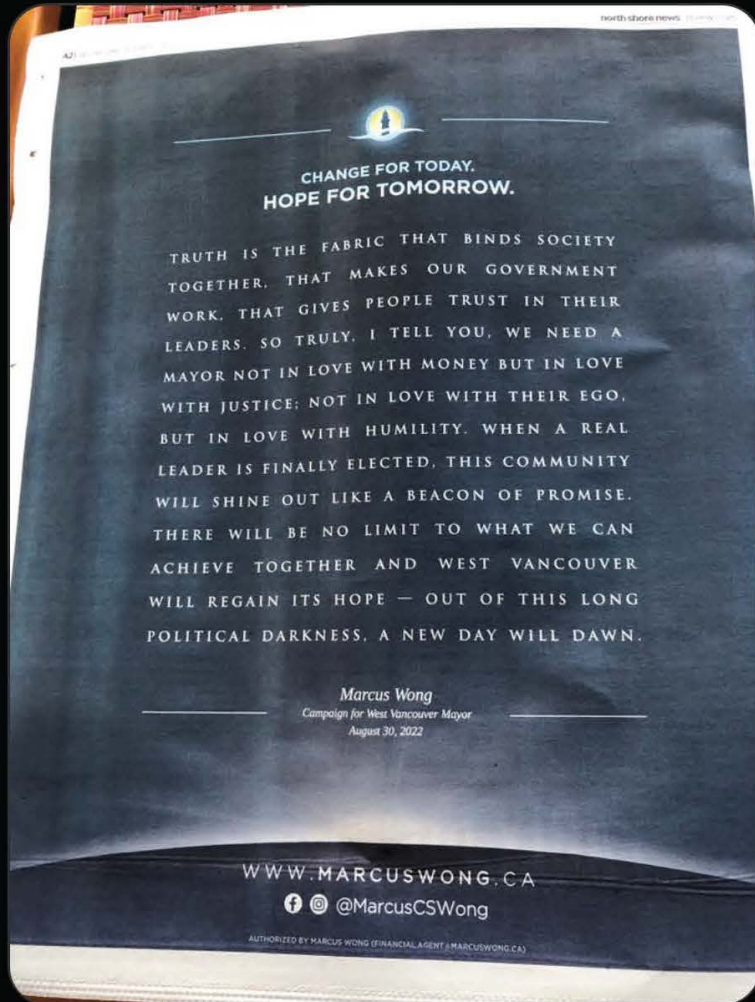 north shore news
CHANGE FOR TODAY.
HOPE FOR TOMORROW.
TRUTH IS THE FABRIC THAT BINDS SOCIETY
TOGETHER, THAT MAKES OUR GOVERNMENT
WORK, THAT GIVES PEOPLE TRUST IN THEIR
LEADERS. SO TRULY, I TELL YOU, WE NEED A
MAYOR NOT IN LOVE WITH MONEY BUT IN LOVE
WITH JUSTICE; NOT IN LOVE WITH THEIR EGO,
BUT IN LOVE WITH HUMILITY. WHEN A REAL
LEADER IS FINALLY ELECTED, THIS COMMUNITY
WILL SHINE OUT LIKE A BEACON OF PROMISE.
THERE WILL BE NO LIMIT TO WHAT WE CAN
ACHIEVE TOGETHER AND WEST VANCOUVER
WILL REGAIN ITS HOPE — OUT OF THIS LONG
POLITICAL DARKNESS, A NEW DAY WILL DAWN.
Marcus Wong
Campaign for West Vancouver Mayor
August 30, 2022
WWW.MARCUSWONG.CA
@MarcusCSWong
AUTHORIZED BY MARCUS WONG (FINANCIALAGENT@MARCUSWONG.CA)